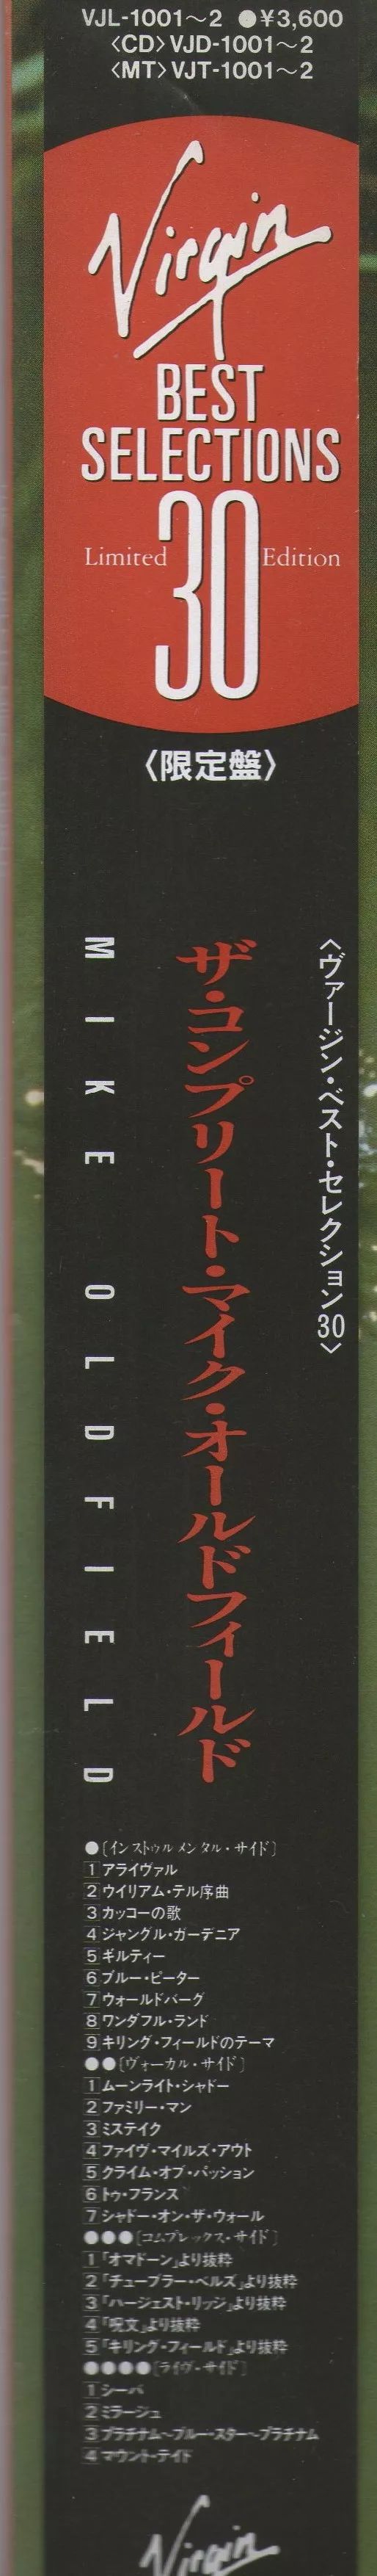 VJL-1001〜2 ●¥3,600
〈CD〉VJD-1001〜2
〈MT〉VJT-1001〜2
Virgin
BEST
SELECTIONS
30
Limited Edition
〈限定盤〉
〈ヴァージン・ベスト・セレクション30〉
ザ・コンプリート・マイク・オールドフィールド
MIKE OLDFIELD
●〔インストゥルメンタル・サイド〕
1 アライヴァル
2 ウイリアム・テル序曲
3 カッコーの歌
4 ジャングル・ガーデニア
5 ギルティー
6 ブルー・ピーター
7 ウォールドバーグ
8 ワンダフル・ランド
9 キリング・フィールドのテーマ
●●〔ヴォーカル・サイド〕
1 ムーンライト・シャドー
2 ファミリー・マン
3 ミステイク
4 ファイヴ・マイルズ・アウト
5 クライム・オブ・パッション
6 トゥ・フランス
7 シャドー・オン・ザ・ウォール
●●●〔コムプレックス・サイド〕
1 「オマドーン」より抜粋
2 「チューブラー・ベルズ」より抜粋
3 「ハージェスト・リッジ」より抜粋
4 「呪文」より抜粋
5 「キリング・フィールド」より抜粋
●●●●〔ライヴ・サイド〕
1 シーバ
2 ミラージュ
3 プラチナム〜ブルー・スター〜プラチナム
4 マウント・テイド
Virgin